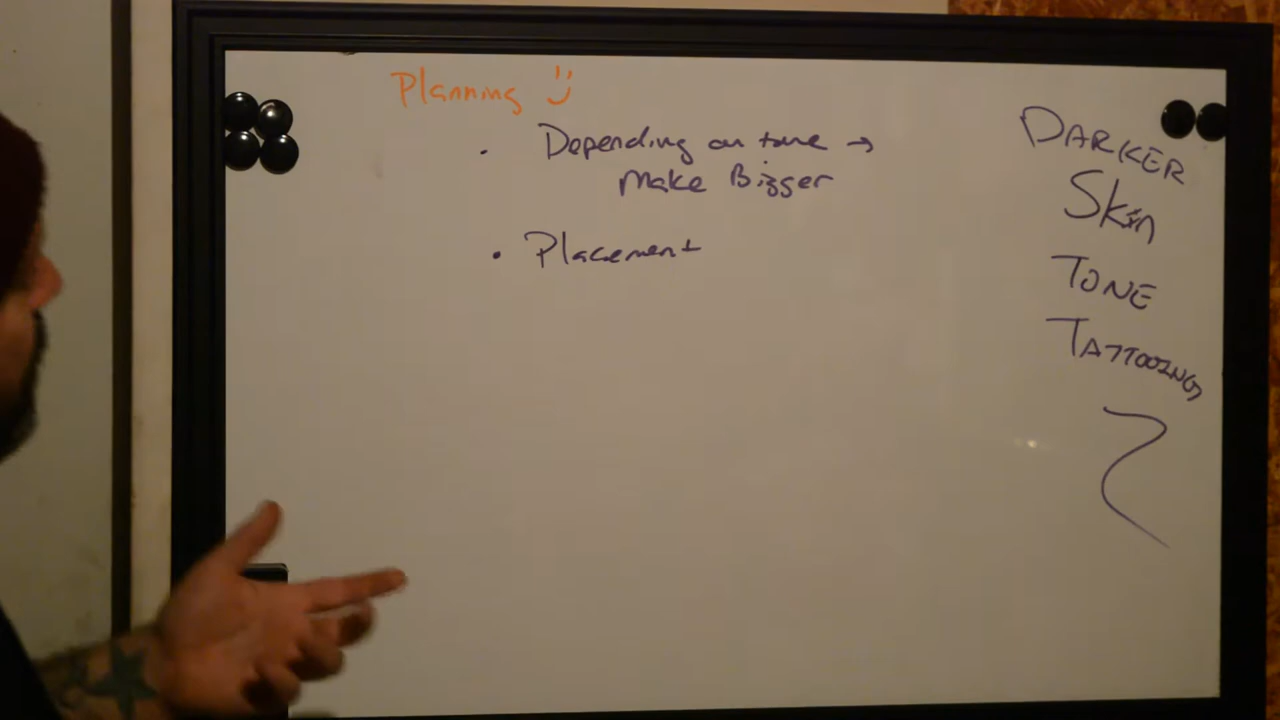 Planning :)
• Depending on tone →
Make Bigger
• Placement
DARKER
Skin
TONE
TATTOOING